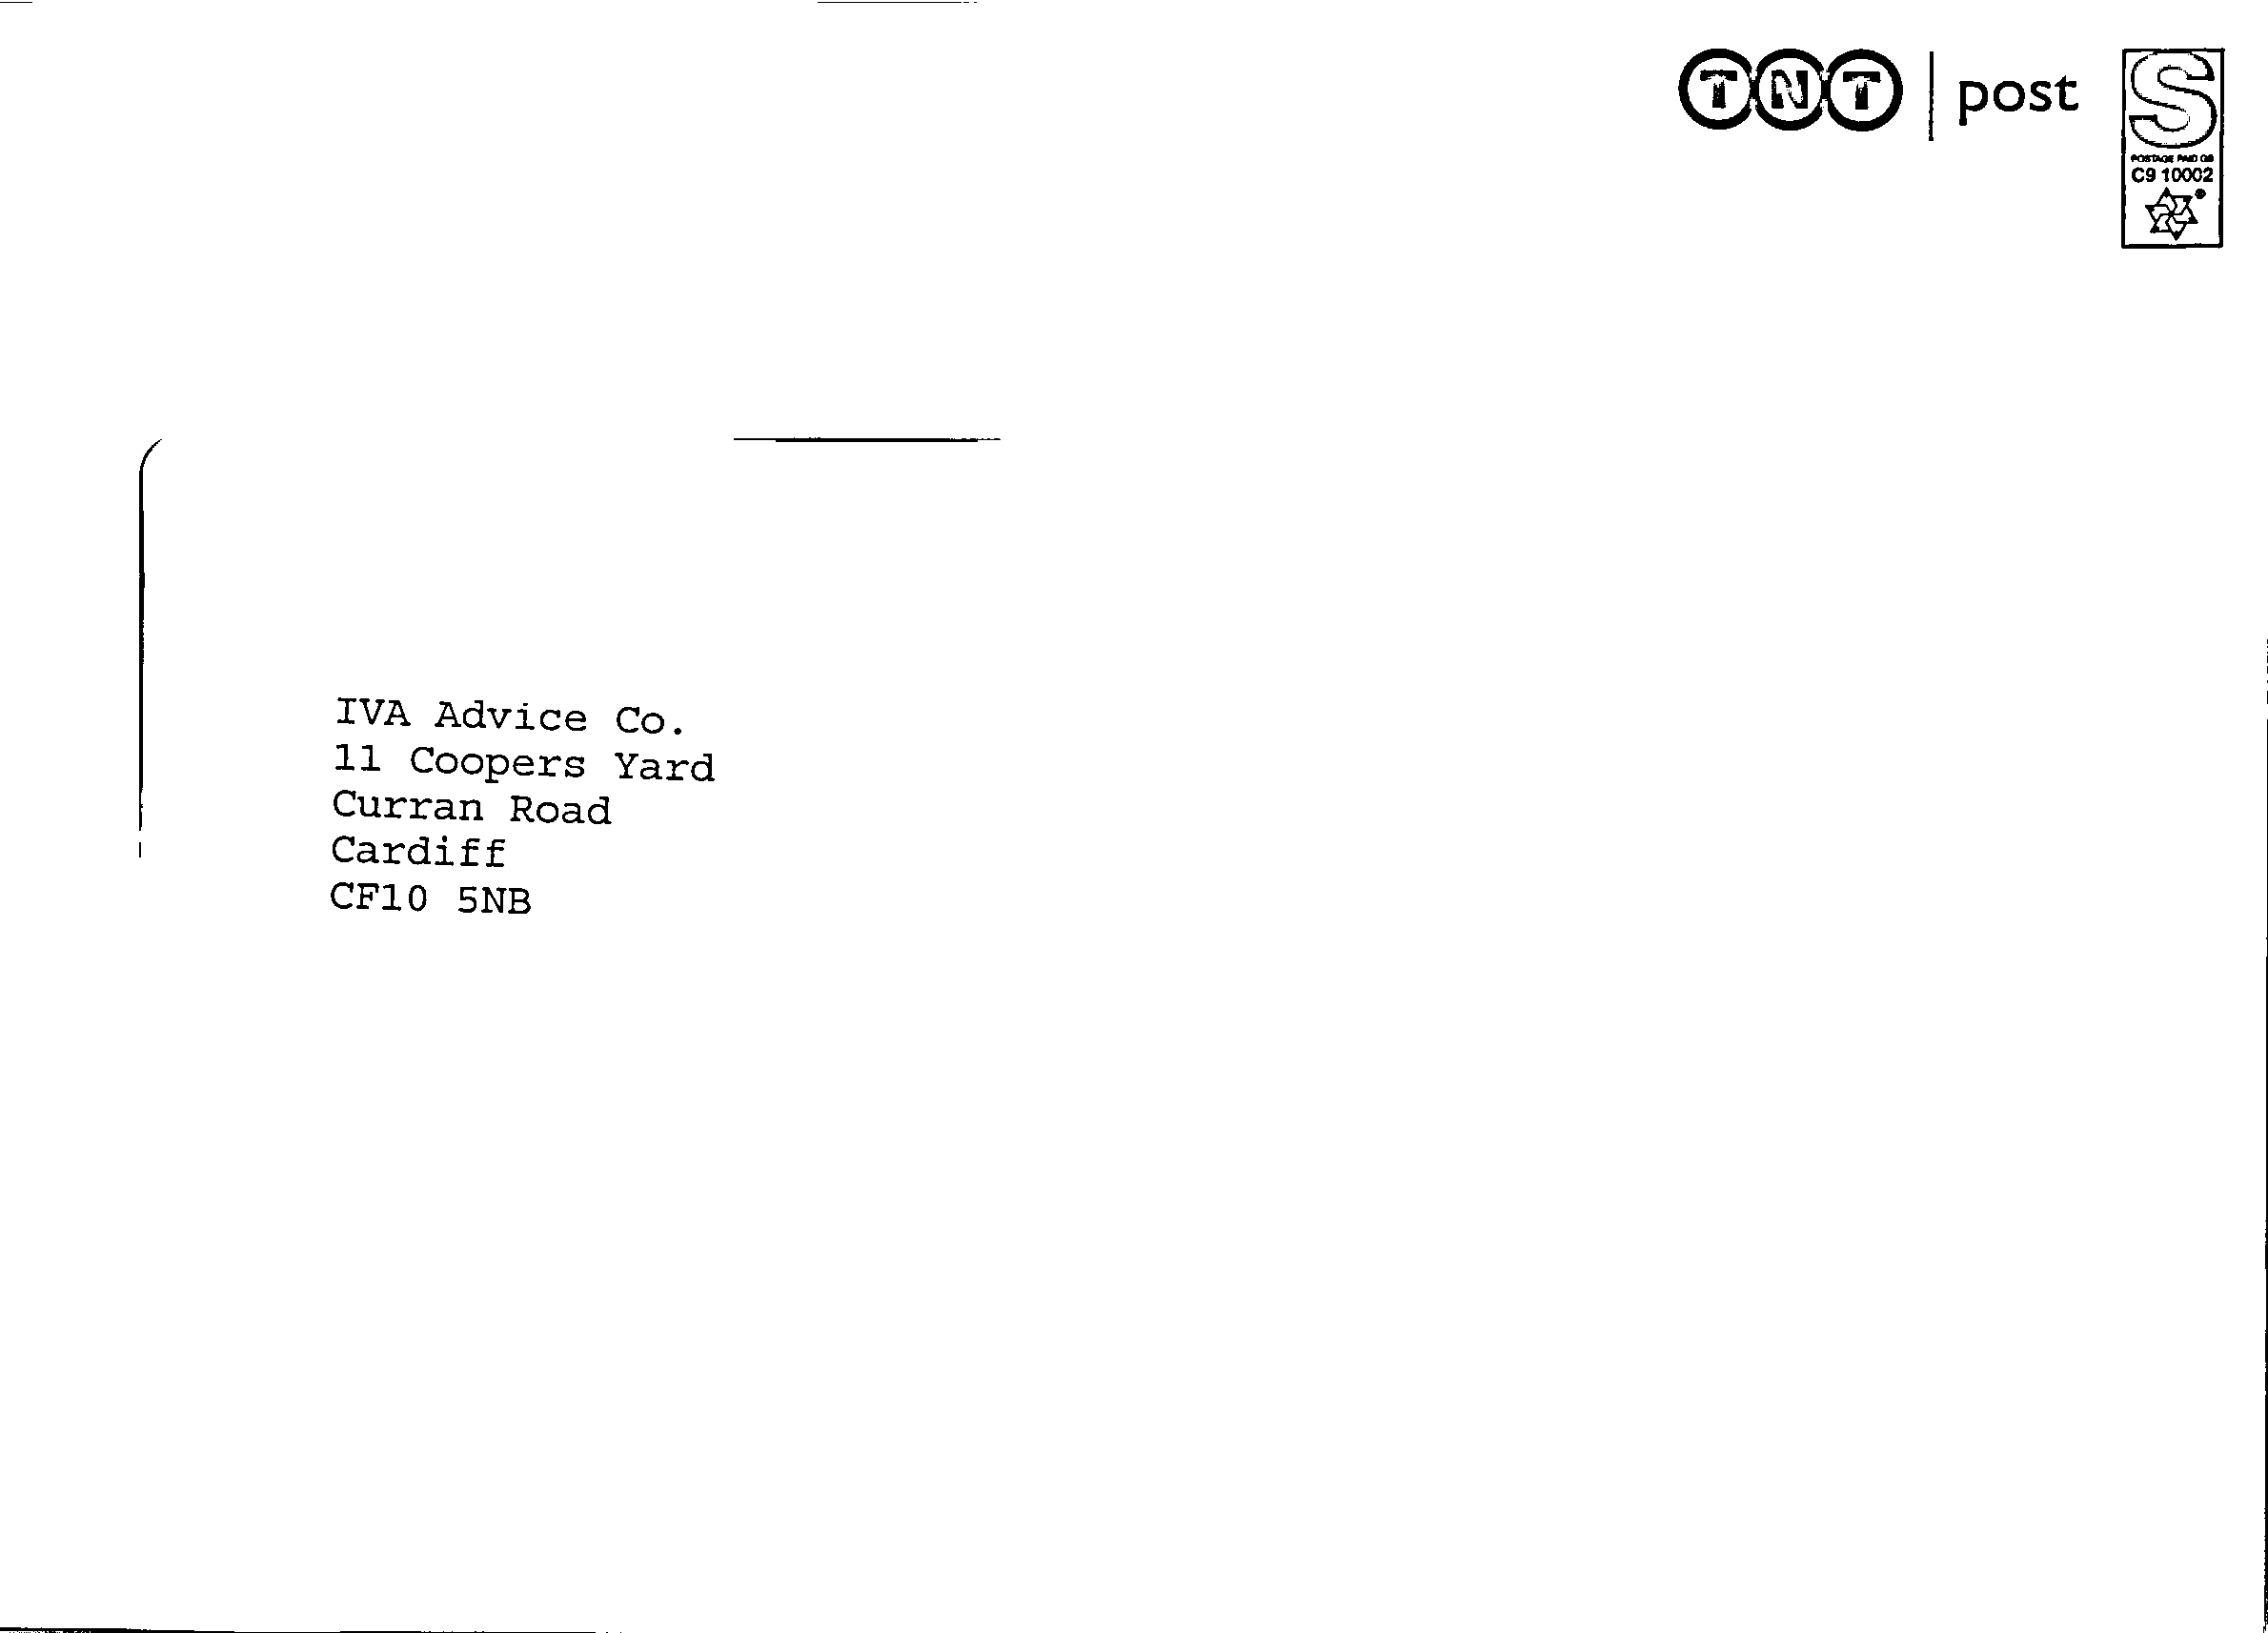 TNT | post
S
POSTAGE PAID GB
C9 10002
IVA Advice Co.
11 Coopers Yard
Curran Road
Cardiff
CF10 5NB